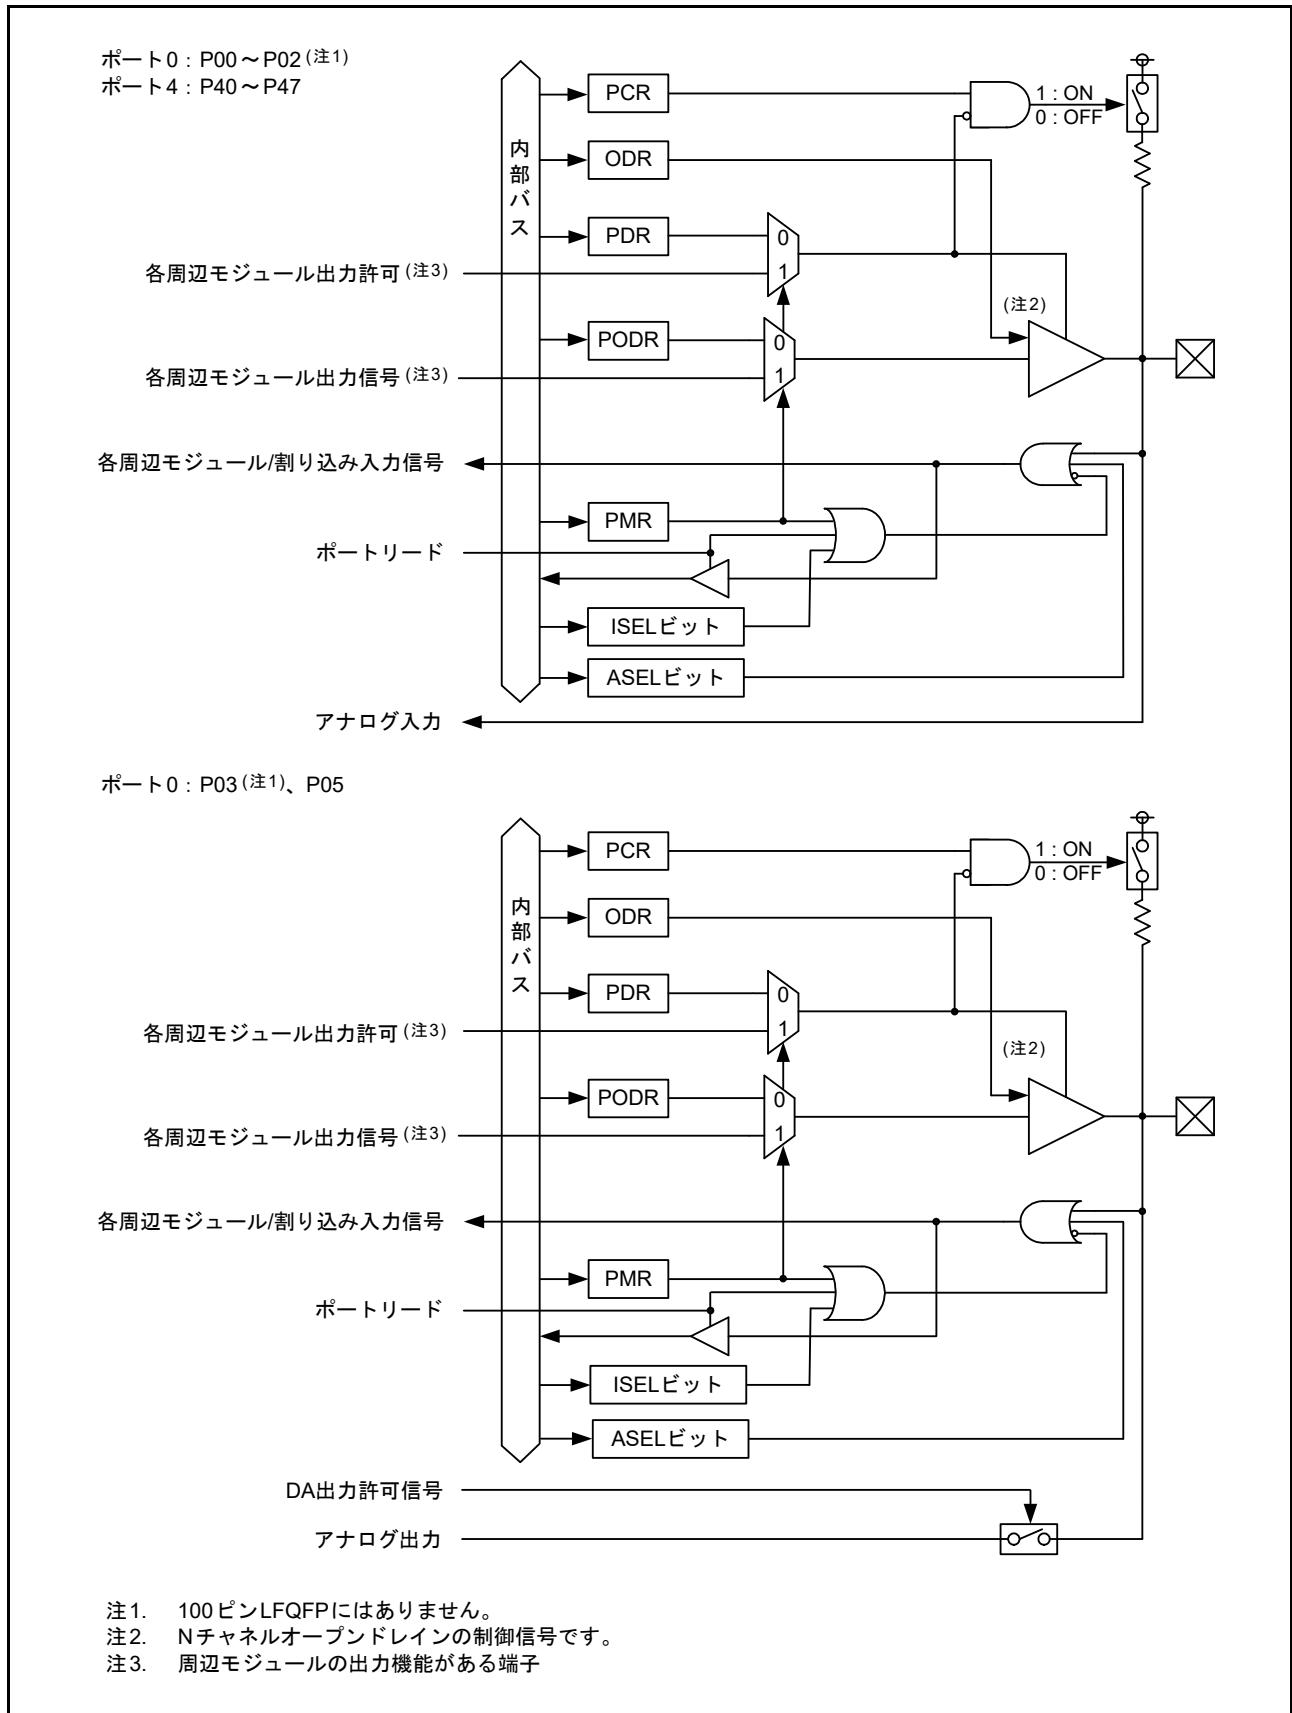 ポート0 : P00～P02 (注1)
ポート4 : P40～P47
内部バス
PCR
1 : ON
0 : OFF
ODR
PDR
0
各周辺モジュール出力許可 (注3)
1
(注2)
PODR
0
各周辺モジュール出力信号 (注3)
1
各周辺モジュール/割り込み入力信号
PMR
ポートリード
ISELビット
ASELビット
アナログ入力
ポート0 : P03 (注1)、P05
内部バス
PCR
1 : ON
0 : OFF
ODR
PDR
0
各周辺モジュール出力許可 (注3)
1
(注2)
PODR
0
各周辺モジュール出力信号 (注3)
1
各周辺モジュール/割り込み入力信号
PMR
ポートリード
ISELビット
ASELビット
DA出力許可信号
アナログ出力
注1. 100ピンLFQFPにはありません。
注2. Nチャネルオープンドレインの制御信号です。
注3. 周辺モジュールの出力機能がある端子